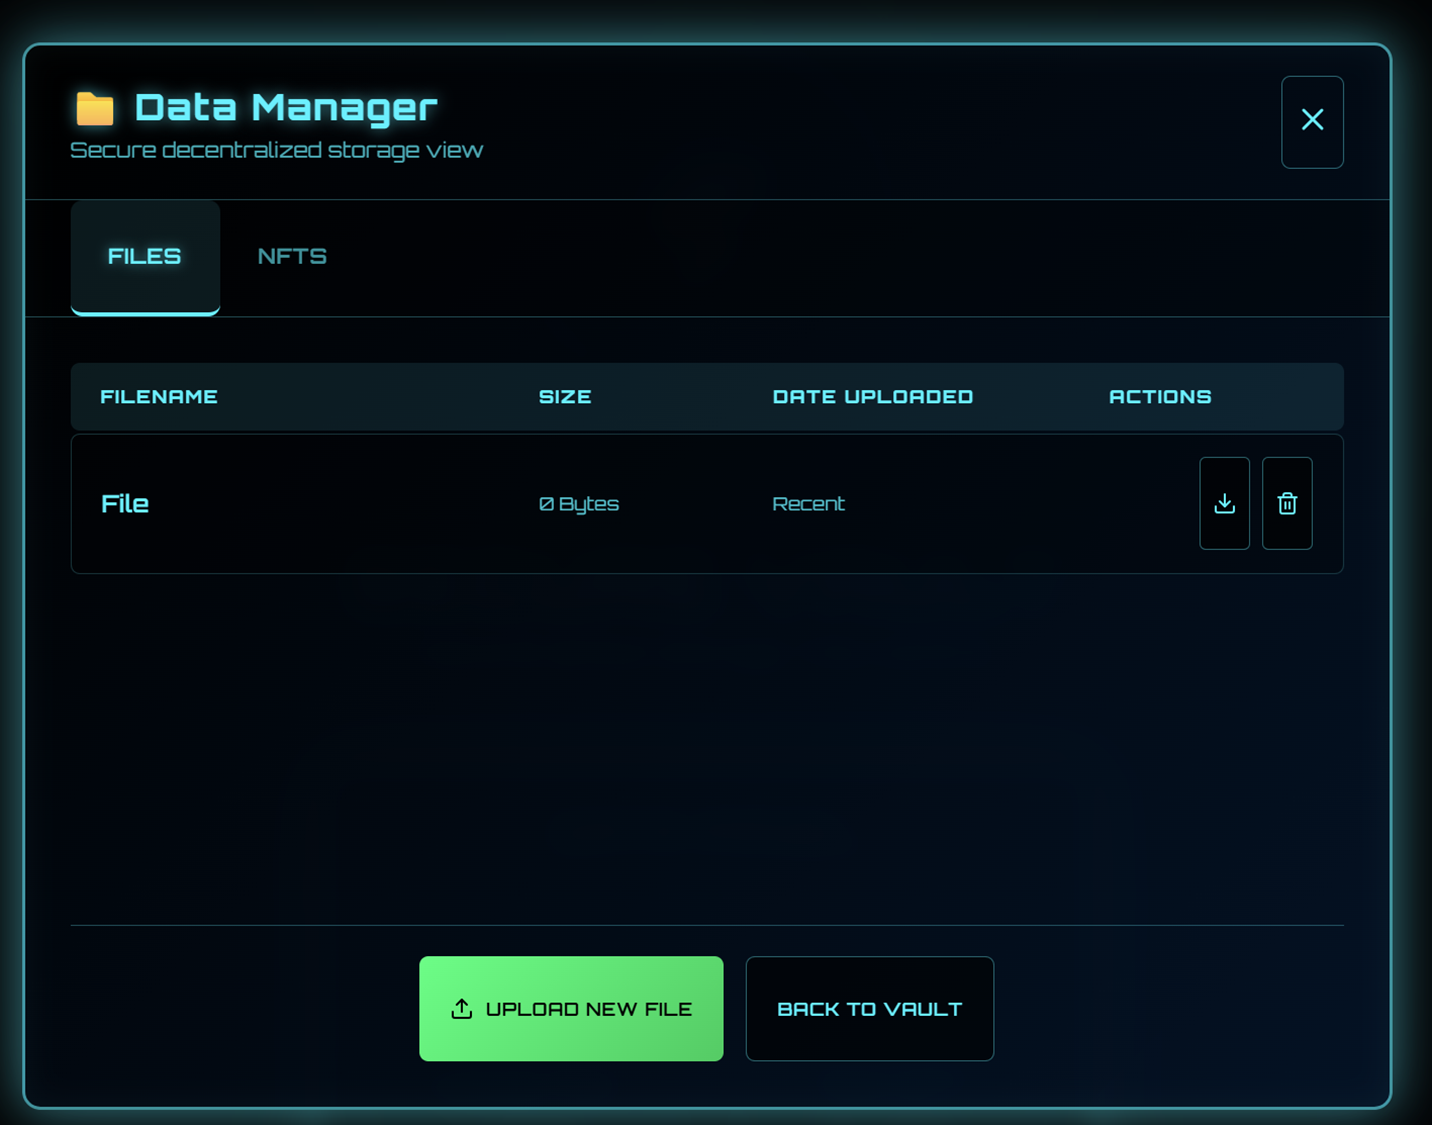 Data Manager
Secure decentralized storage view
FILES NFTS
FILENAME SIZE DATE UPLOADED ACTIONS
File 0 Bytes Recent
UPLOAD NEW FILE BACK TO VAULT